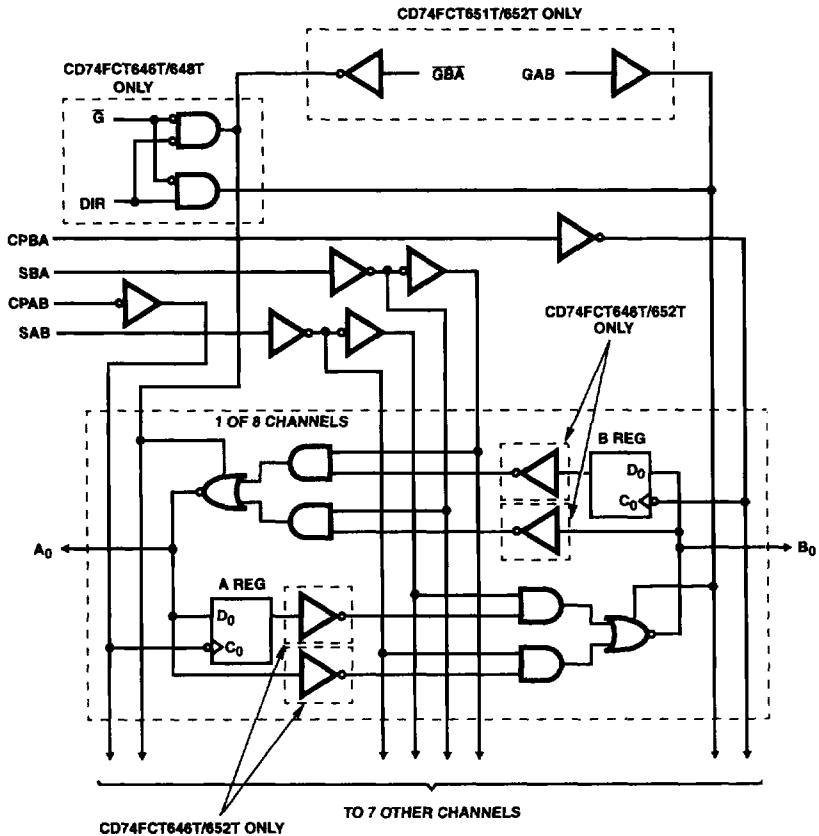 CD74FCT651T/652T ONLY
CD74FCT646T/648T
ONLY
G̅B̅A̅
GAB
G̅
DIR
CPBA
SBA
CPAB
SAB
CD74FCT646T/652T
ONLY
1 OF 8 CHANNELS
B REG
D₀
C₀
A₀
B₀
A REG
D₀
C₀
TO 7 OTHER CHANNELS
CD74FCT646T/652T ONLY